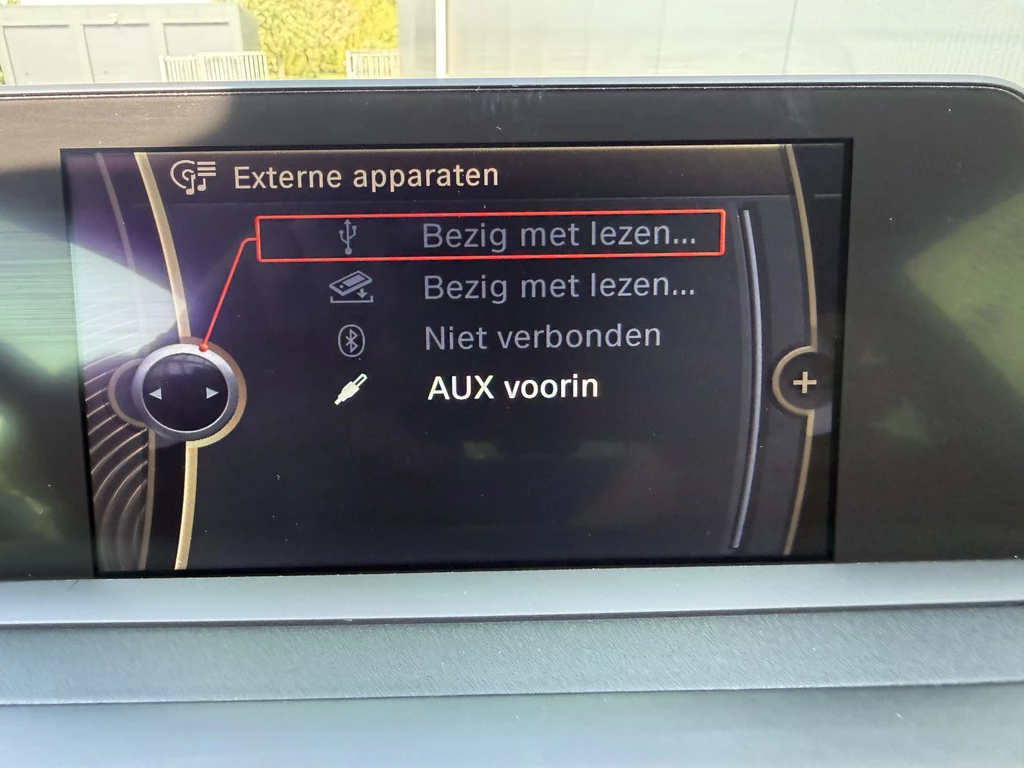 Externe apparaten
Bezig met lezen...
Bezig met lezen...
Niet verbonden
AUX voorin
+